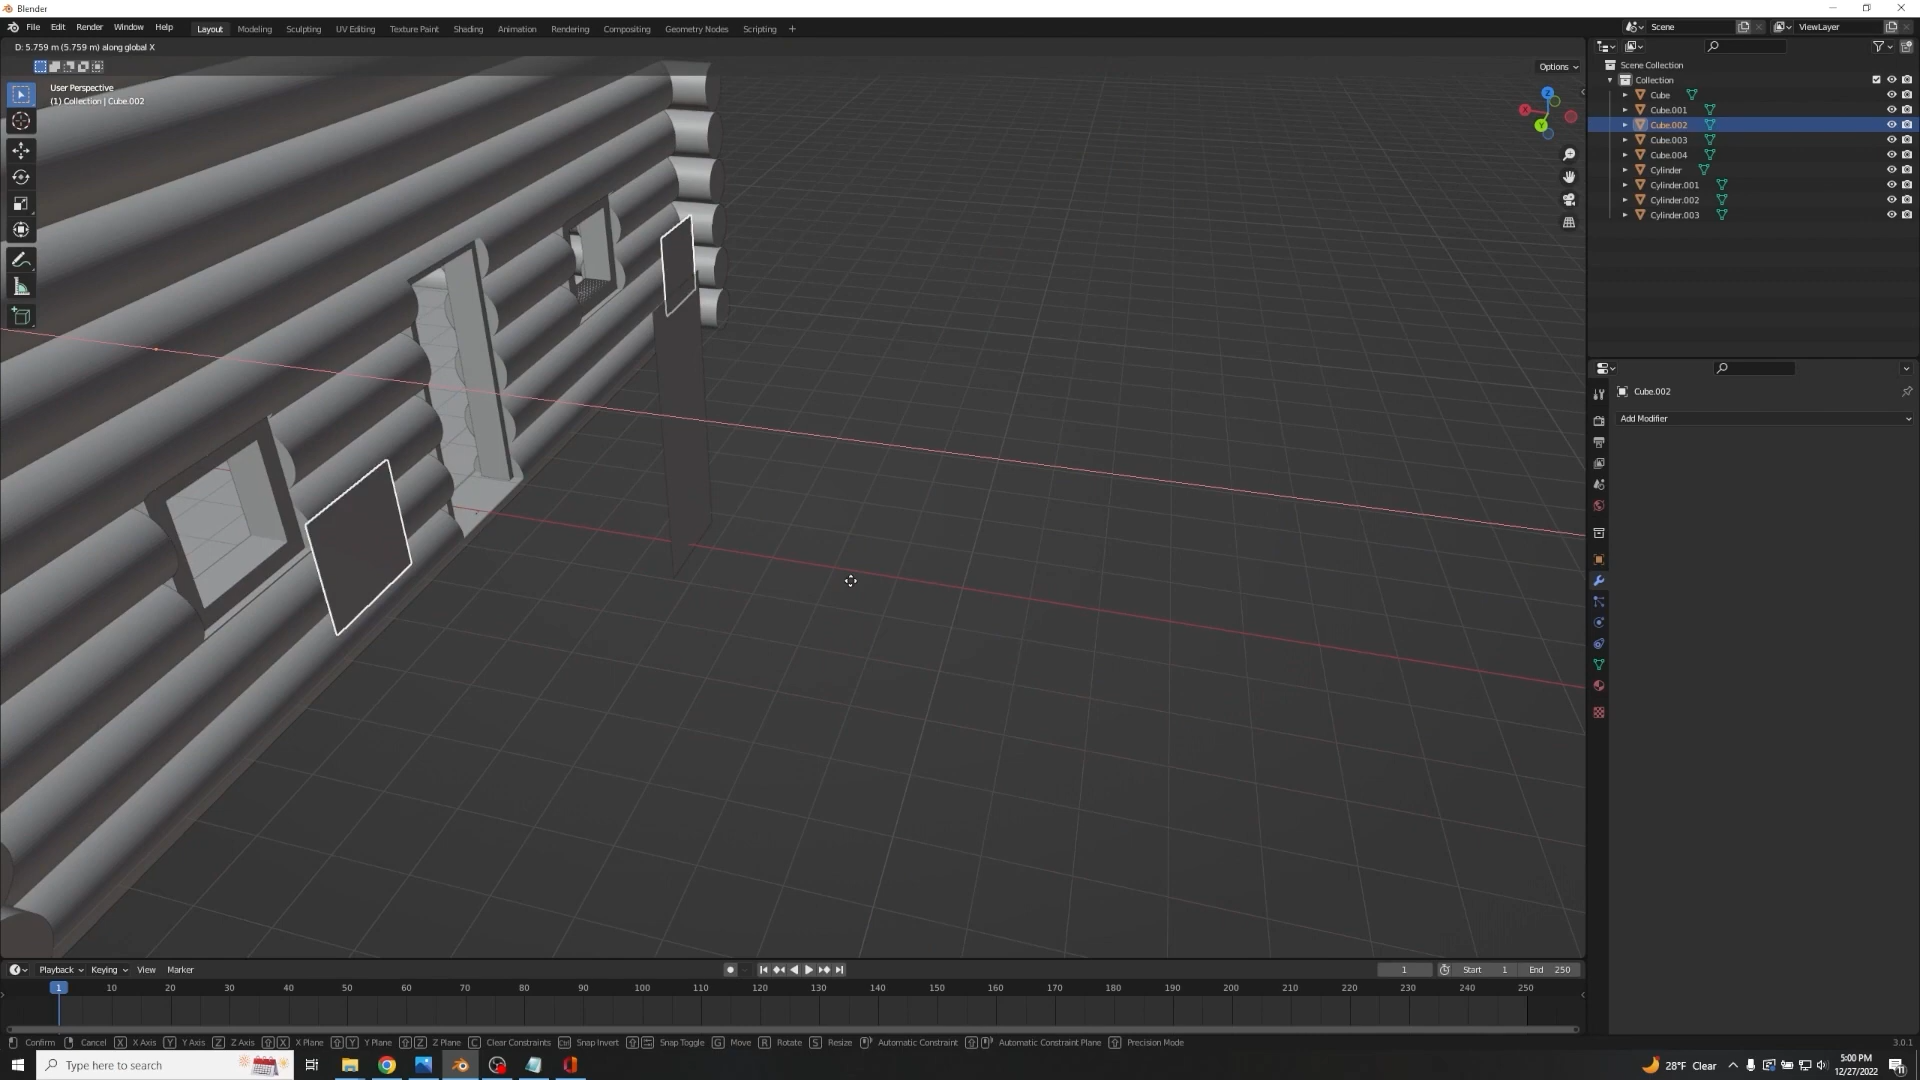 Blender
File Edit Render Window Help Layout Modeling Sculpting UV Editing Texture Paint Shading Animation Rendering Compositing Geometry Nodes Scripting + Scene ViewLayer
D: 5.759 m (5.759 m) along global X
Options
User Perspective
(1) Collection | Cube.002
Z
X
Y
Scene Collection
Collection
Cube
Cube.001
Cube.002
Cube.003
Cube.004
Cylinder
Cylinder.001
Cylinder.002
Cylinder.003
Cube.002
Add Modifier
Playback Keying View Marker 1 Start 1 End 250
1 10 20 30 40 50 60 70 80 90 100 110 120 130 140 150 160 170 180 190 200 210 220 230 240 250
Confirm Cancel X X Axis Y Y Axis Z Z Axis X X Plane Y Y Plane Z Z Plane C Clear Constraints Ctrl Snap Invert Snap Toggle G Move R Rotate S Resize Automatic Constraint Automatic Constraint Plane Precision Mode 3.0.1
Type here to search
28°F Clear
5:00 PM
12/27/2022